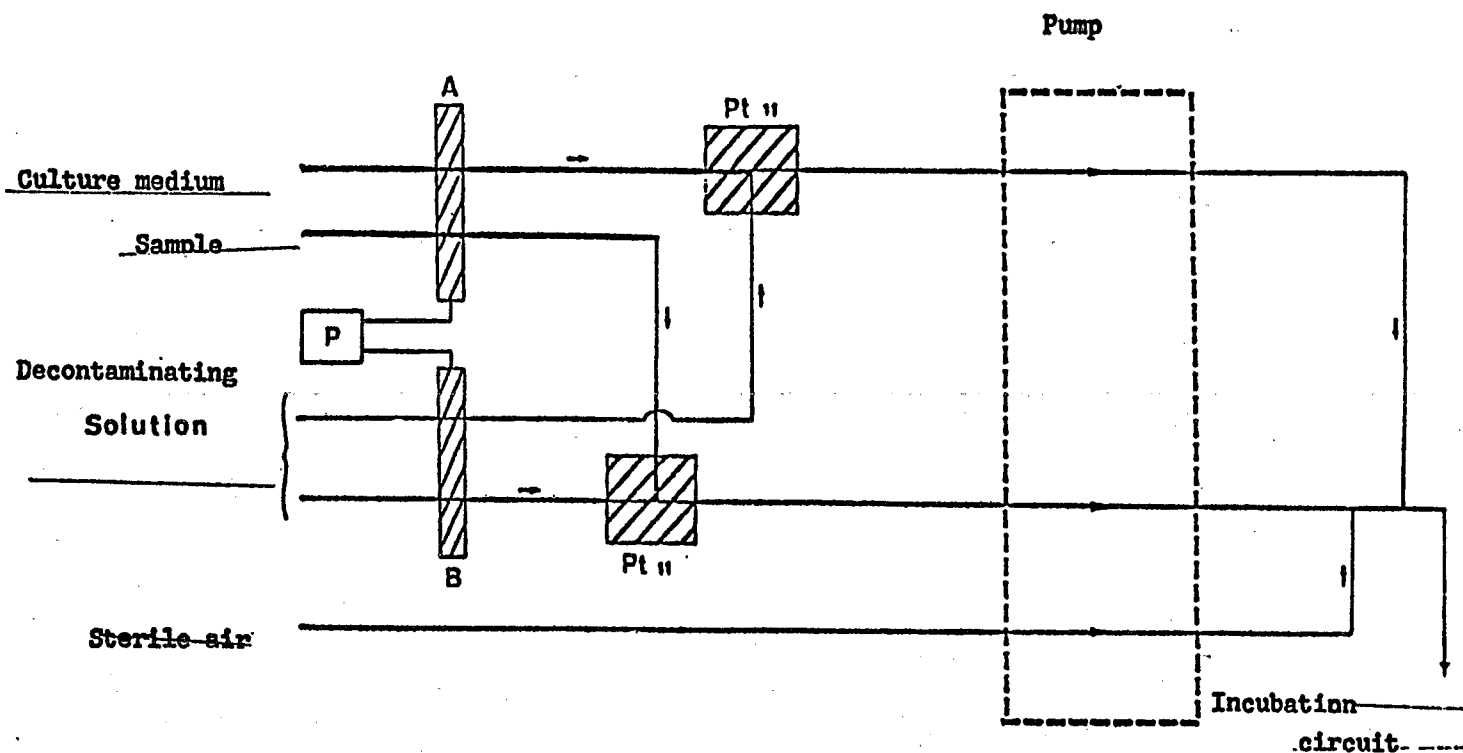 Pump
A
Pt 11
Culture medium
Sample
P
Decontaminating
Solution
Pt 11
B
Sterile air
Incubation
circuit